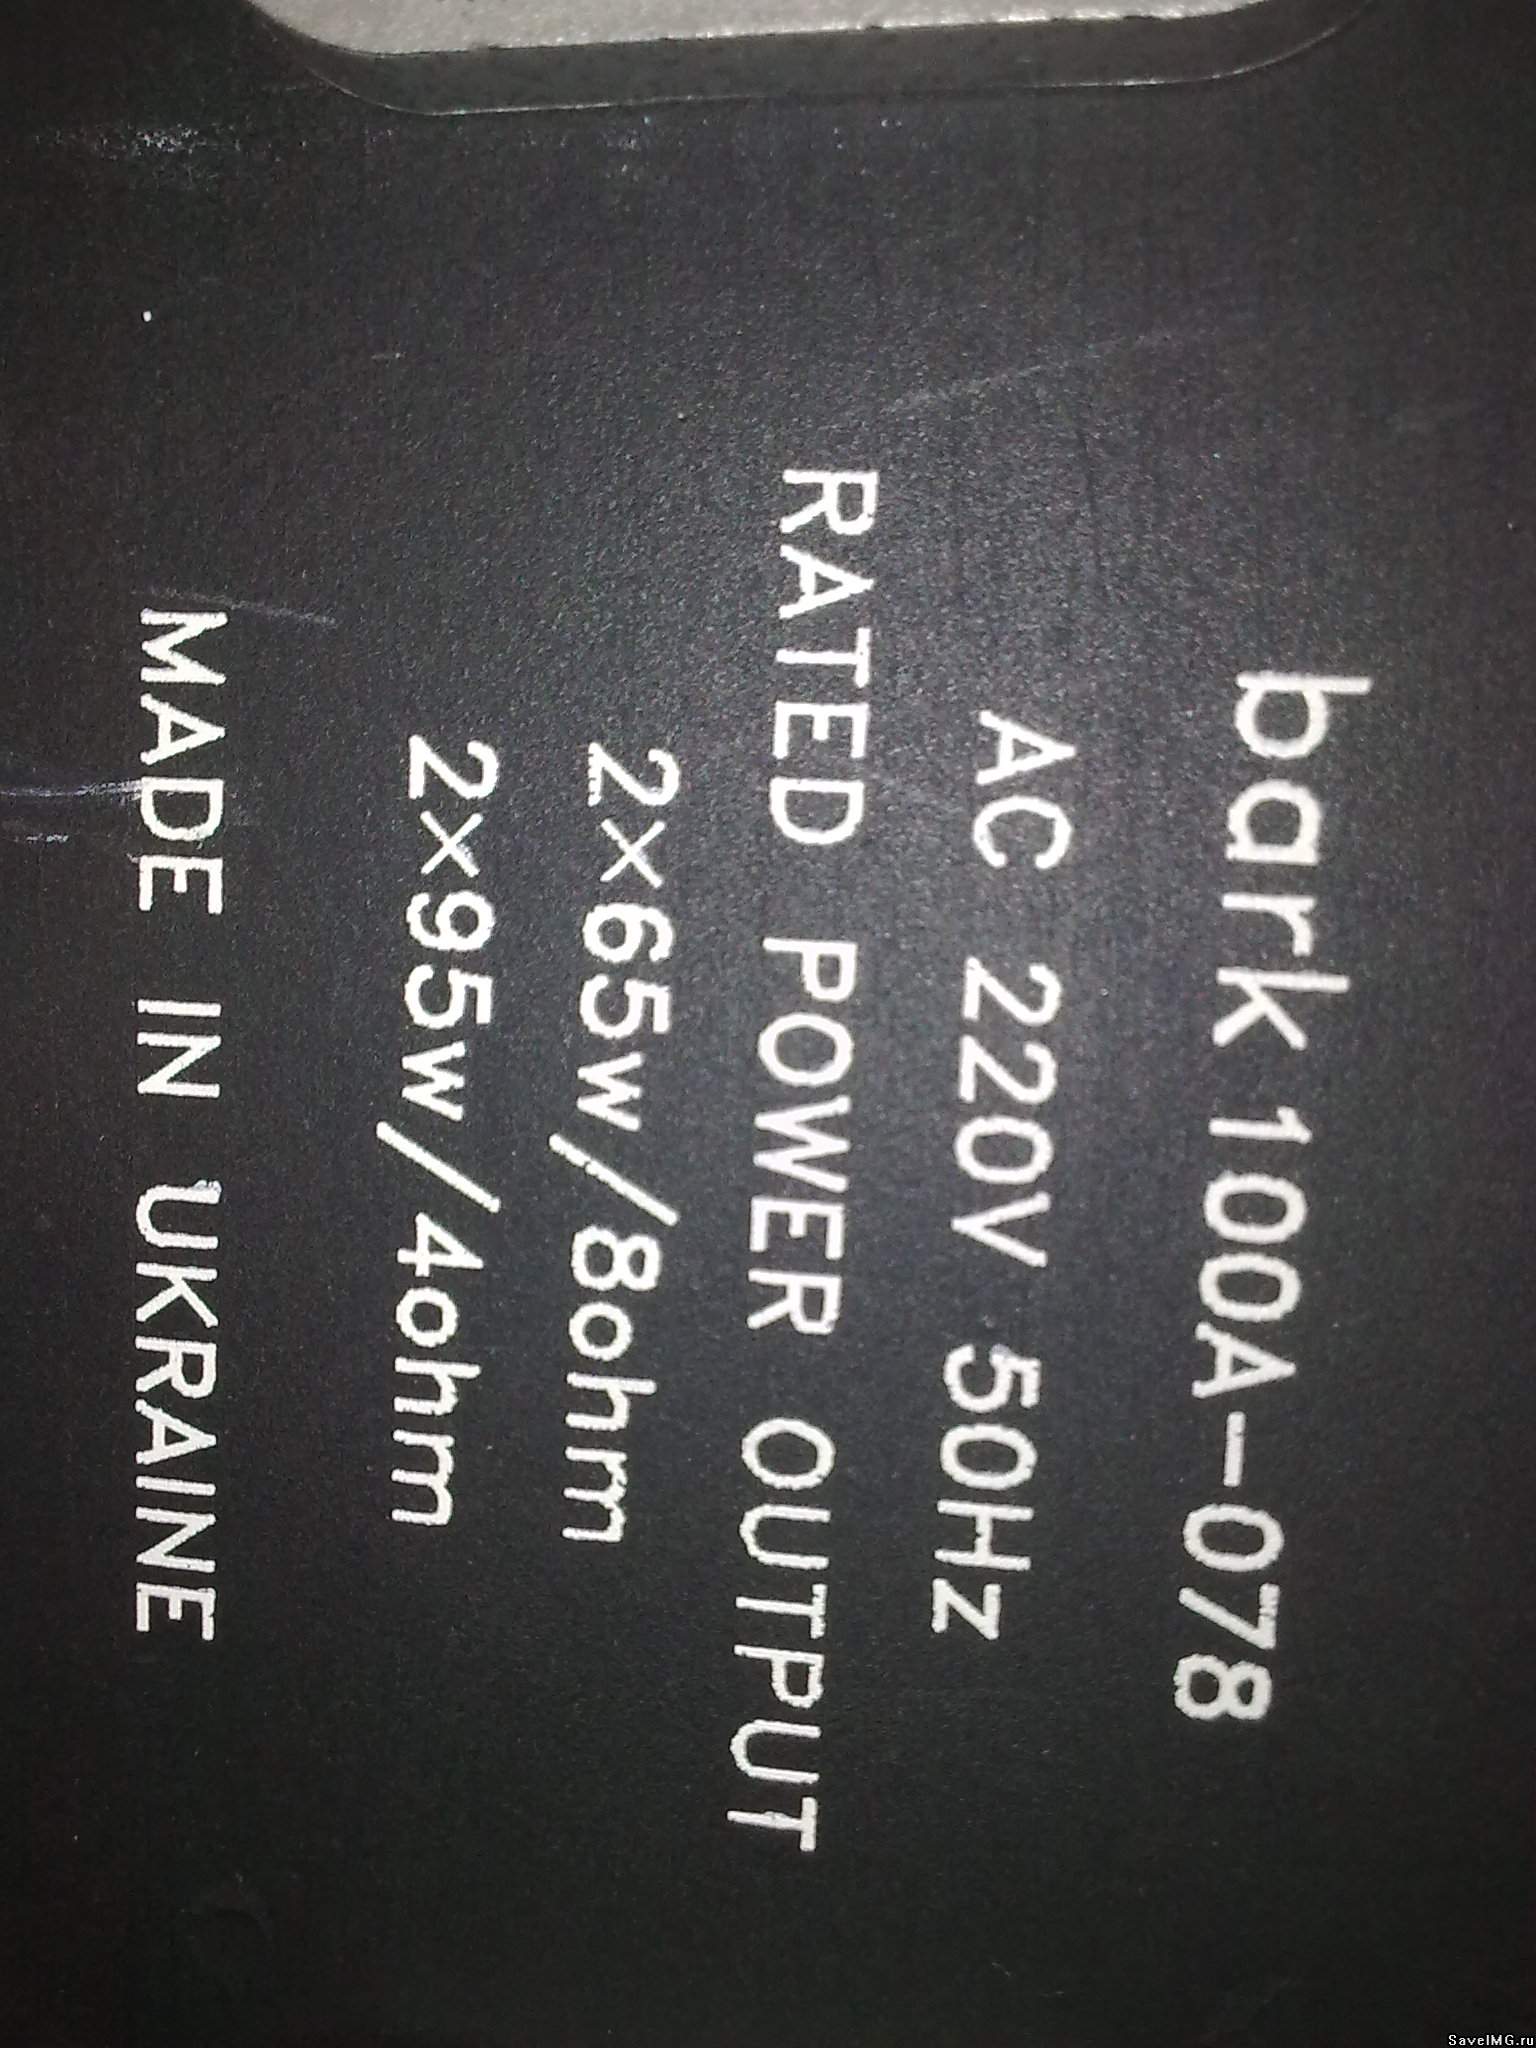 bark 100A-078
AC 220V 50Hz
RATED POWER OUTPUT
2×65w/8ohm
2×95w/4ohm
MADE IN UKRAINE
SaveIMG.ru